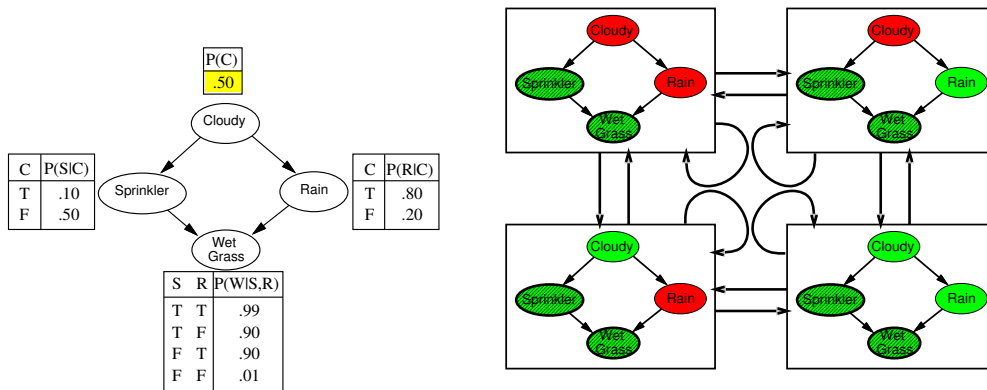 P(C)
.50
Cloudy
C P(S|C)
T .10
F .50
Sprinkler
Rain
C P(R|C)
T .80
F .20
Wet
Grass
S R P(W|S,R)
T T .99
T F .90
F T .90
F F .01
Cloudy
Sprinkler
Rain
Wet
Grass
Cloudy
Sprinkler
Rain
Wet
Grass
Cloudy
Sprinkler
Rain
Wet
Grass
Cloudy
Sprinkler
Rain
Wet
Grass